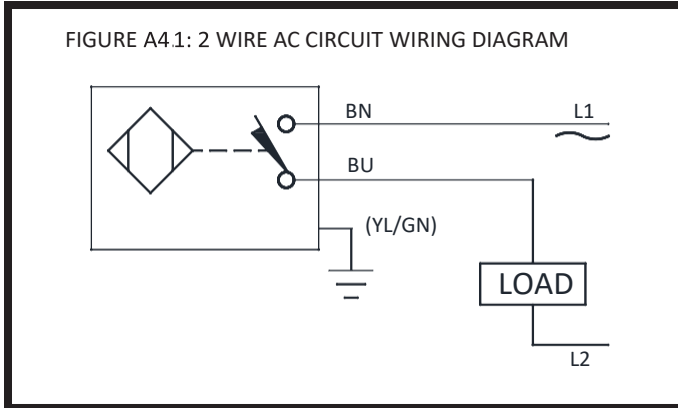 FIGURE A4.1: 2 WIRE AC CIRCUIT WIRING DIAGRAM
BN
L1
BU
(YL/GN)
LOAD
L2